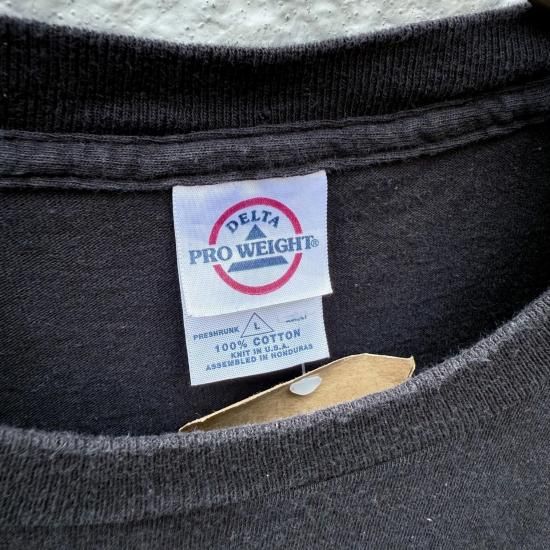 DELTA
PRO WEIGHT®
PRESHRUNK L
100% COTTON
KNIT IN U.S.A.
ASSEMBLED IN HONDURAS